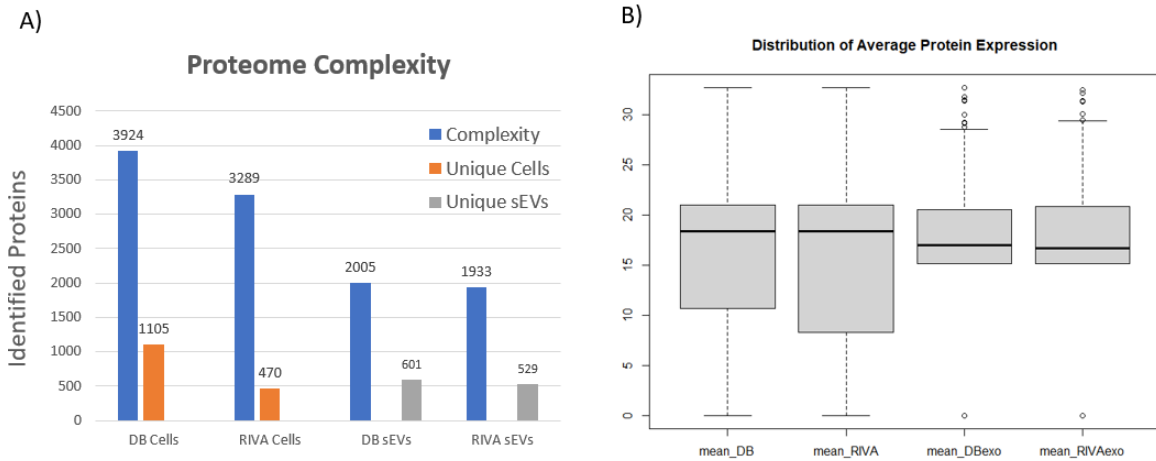 A)
Proteome Complexity
Identified Proteins
4500
4000
3500
3000
2500
2000
1500
1000
500
0
3924
1105
3289
470
2005
601
1933
529
Complexity
Unique Cells
Unique sEVs
DB Cells
RIVA Cells
DB sEVs
RIVA sEVs
B)
Distribution of Average Protein Expression
30
25
20
15
10
5
0
mean_DB
mean_RIVA
mean_DBexo
mean_RIVAexo